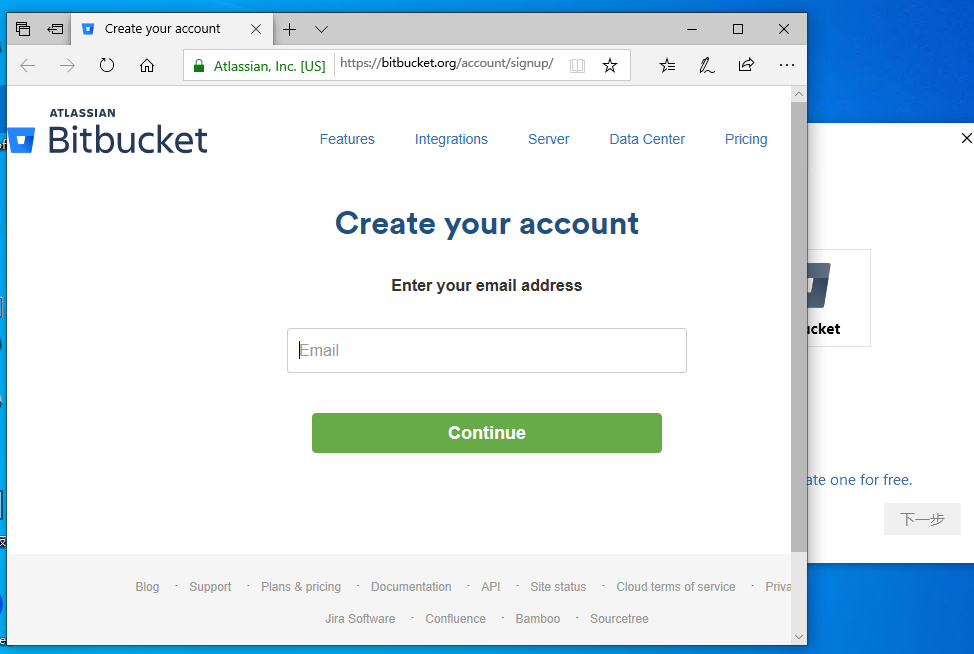 Create your account
Atlassian, Inc. [US] https://bitbucket.org/account/signup/
ATLASSIAN
Bitbucket
Features Integrations Server Data Center Pricing
Create your account
Enter your email address
Email
Continue
ucket
ate one for free.
下一步
Blog · Support · Plans & pricing · Documentation · API · Site status · Cloud terms of service · Priva
Jira Software · Confluence · Bamboo · Sourcetree